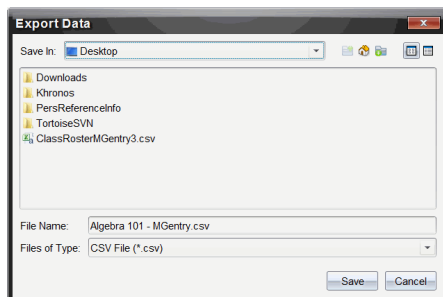 Export Data
Save In: Desktop
Downloads
Khronos
PersReferenceInfo
TortoiseSVN
ClassRosterMGentry3.csv
File Name: Algebra 101 - MGentry.csv
Files of Type: CSV File (*.csv)
Save Cancel